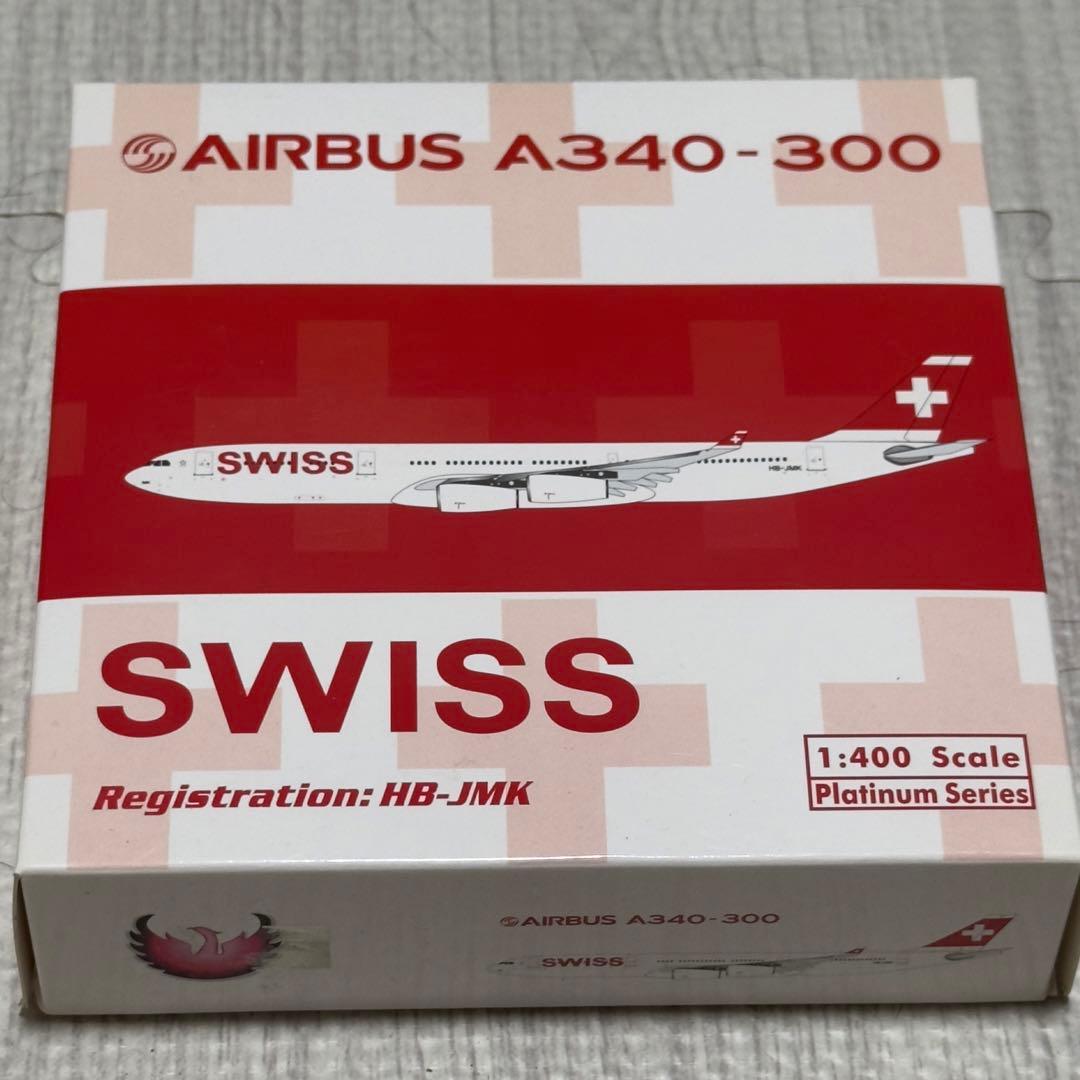 AIRBUS A340-300
SWISS
HB-JMK
SWISS
Registration: HB-JMK
1:400 Scale
Platinum Series
AIRBUS A340-300
SWISS